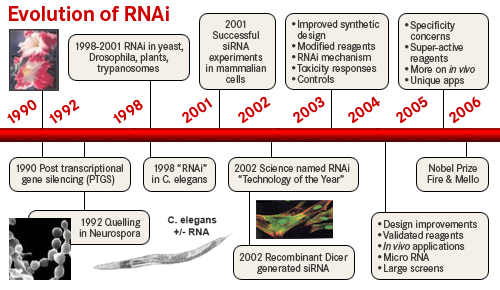 Evolution of RNAi
1998-2001 RNAi in yeast,
Drosophila, plants,
trypanosomes
2001
Successful
siRNA
experiments
in mammalian
cells
• Improved synthetic
design
• Modified reagents
• RNAi mechanism
• Toxicity responses
• Controls
• Specificity
concerns
• Super-active
reagents
• More on in vivo
• Unique apps
1990
1992
1998
2001
2002
2003
2004
2005
2006
1990 Post transcriptional
gene silencing (PTGS)
1992 Quelling
in Neurospora
1998 “RNAi”
in C. elegans
C. elegans
+/- RNA
2002 Science named RNAi
“Technology of the Year”
2002 Recombinant Dicer
generated siRNA
• Design improvements
• Validated reagents
• In vivo applications
• Micro RNA
• Large screens
Nobel Prize
Fire & Mello